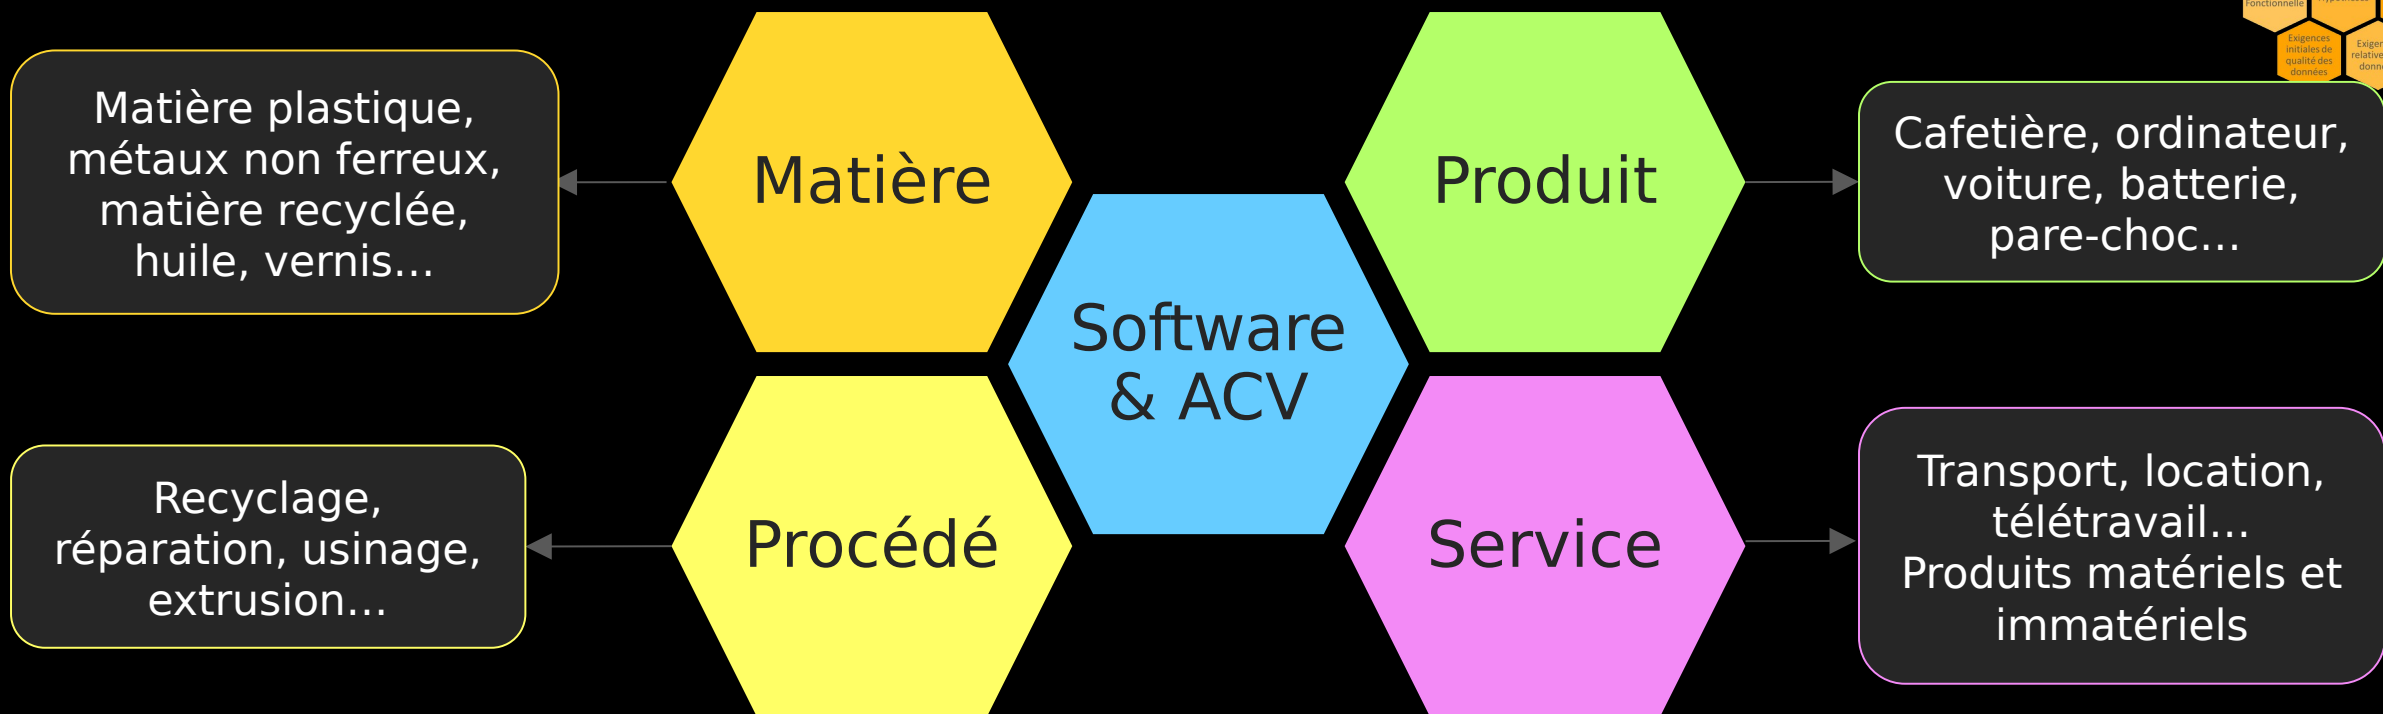 Fonctionnelle
Exigences
initiales de
qualité des
données
Matière plastique,
métaux non ferreux,
matière recyclée,
huile, vernis...
Matière
Produit
Cafetière, ordinateur,
voiture, batterie,
pare-choc...
Software
& ACV
Recyclage,
réparation, usinage,
extrusion...
Procédé
Service
Transport, location,
télétravail...
Produits matériels et
immatériels